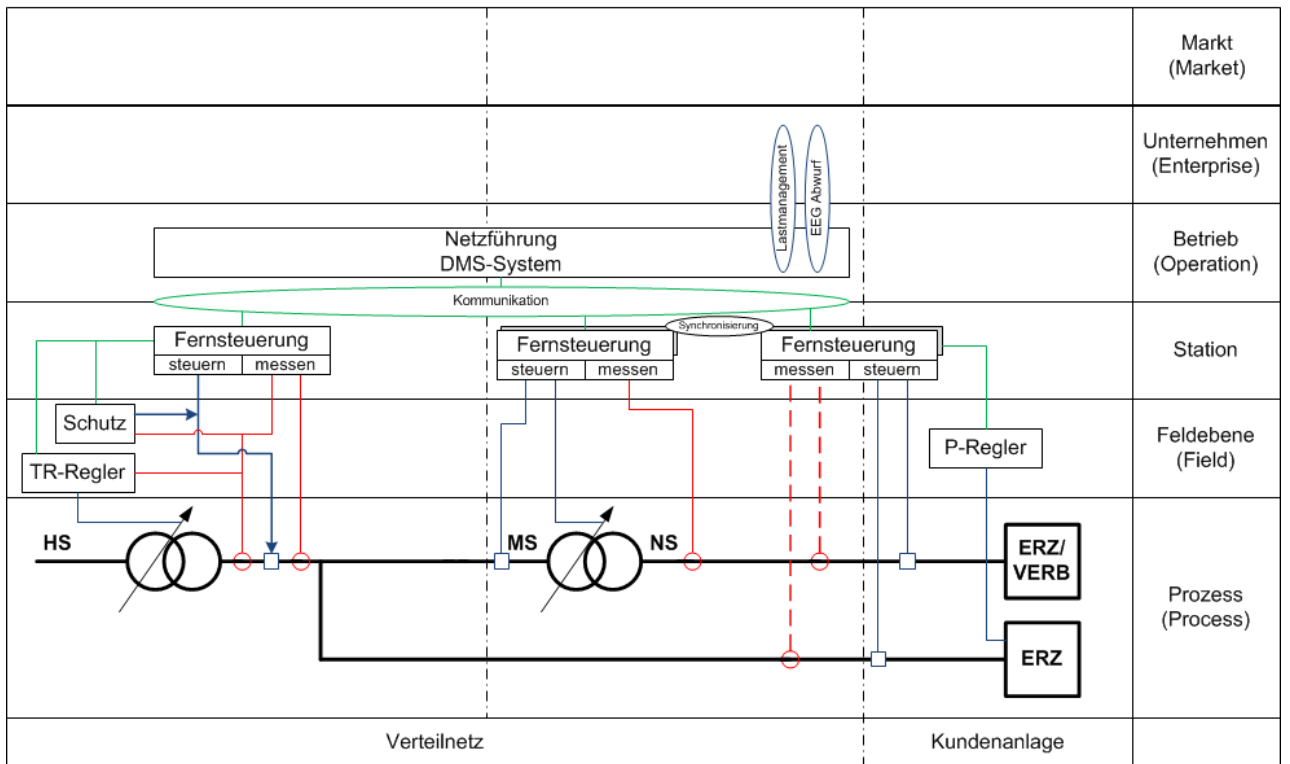 Markt
(Market)
Unternehmen
(Enterprise)
Lastmanagement
EEG Abwurf
Netzführung
DMS-System
Betrieb
(Operation)
Kommunikation
Synchronisierung
Fernsteuerung
steuern messen
Fernsteuerung
steuern messen
Fernsteuerung
messen steuern
Station
Schutz
TR-Regler
P-Regler
Feldebene
(Field)
HS
MS
NS
ERZ/
VERB
ERZ
Prozess
(Process)
Verteilnetz
Kundenanlage